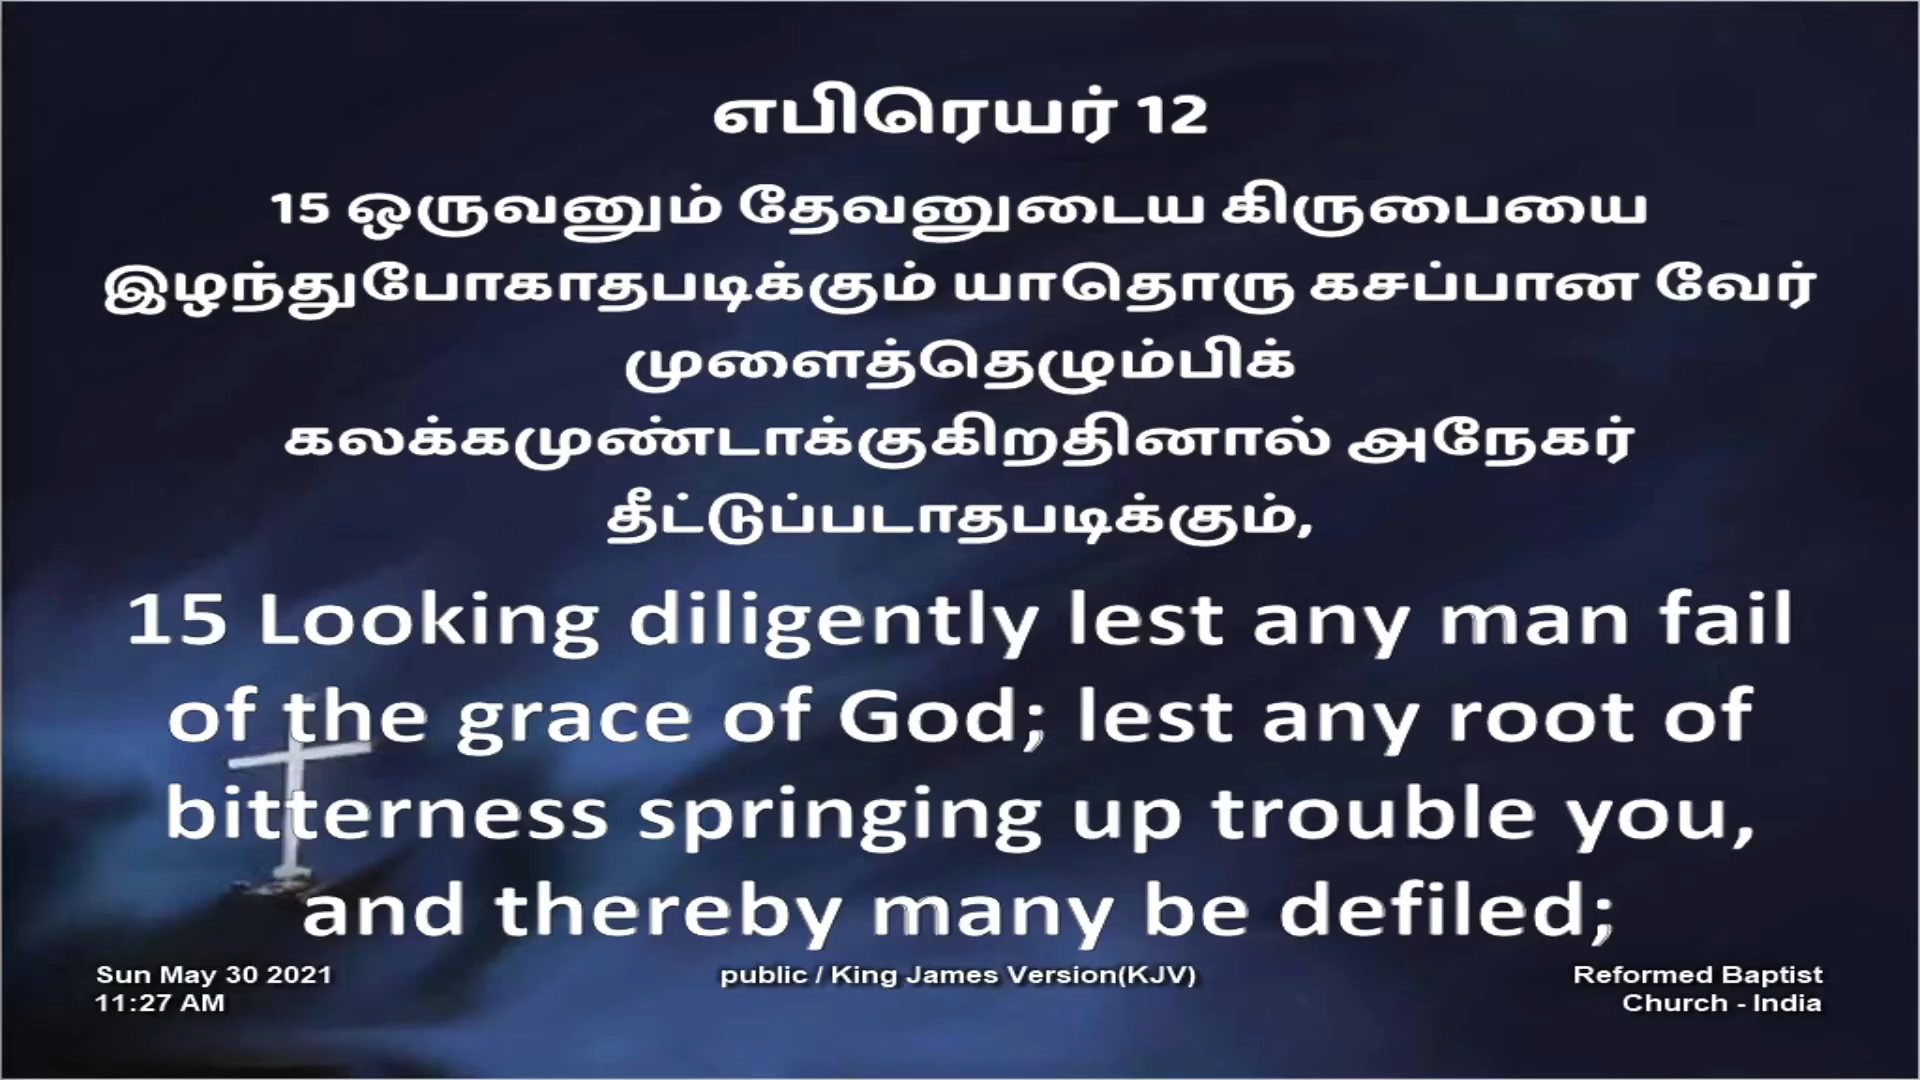 எபிரெயர் 12
15 ஒருவனும் தேவனுடைய கிருபையை
இழந்துபோகாதபடிக்கும் யாதொரு கசப்பான வேர்
முளைத்தெழும்பிக்
கலக்கமுண்டாக்குகிறதினால் அநேகர்
தீட்டுப்படாதபடிக்கும்,
15 Looking diligently lest any man fail
of the grace of God; lest any root of
bitterness springing up trouble you,
and thereby many be defiled;
Sun May 30 2021
11:27 AM
public / King James Version(KJV)
Reformed Baptist
Church - India